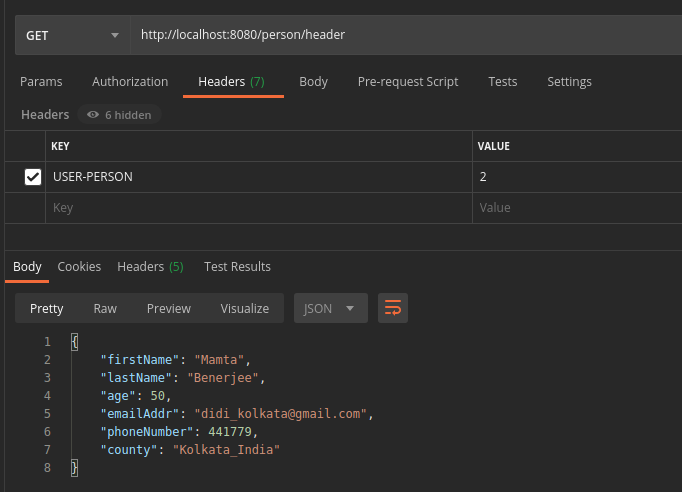 GET http://localhost:8080/person/header
Params Authorization Headers (7) Body Pre-request Script Tests Settings
Headers 6 hidden
KEY VALUE
USER-PERSON 2
Key Value
Body Cookies Headers (5) Test Results
Pretty Raw Preview Visualize JSON
1 {
2 "firstName": "Mamta",
3 "lastName": "Benerjee",
4 "age": 50,
5 "emailAddr": "didi_kolkata@gmail.com",
6 "phoneNumber": 441779,
7 "county": "Kolkata_India"
8 }